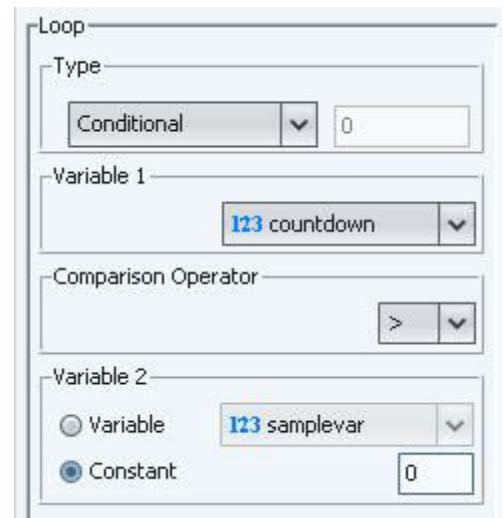 Loop
Type
Conditional 0
Variable 1
123 countdown
Comparison Operator
>
Variable 2
Variable 123 samplevar
Constant 0